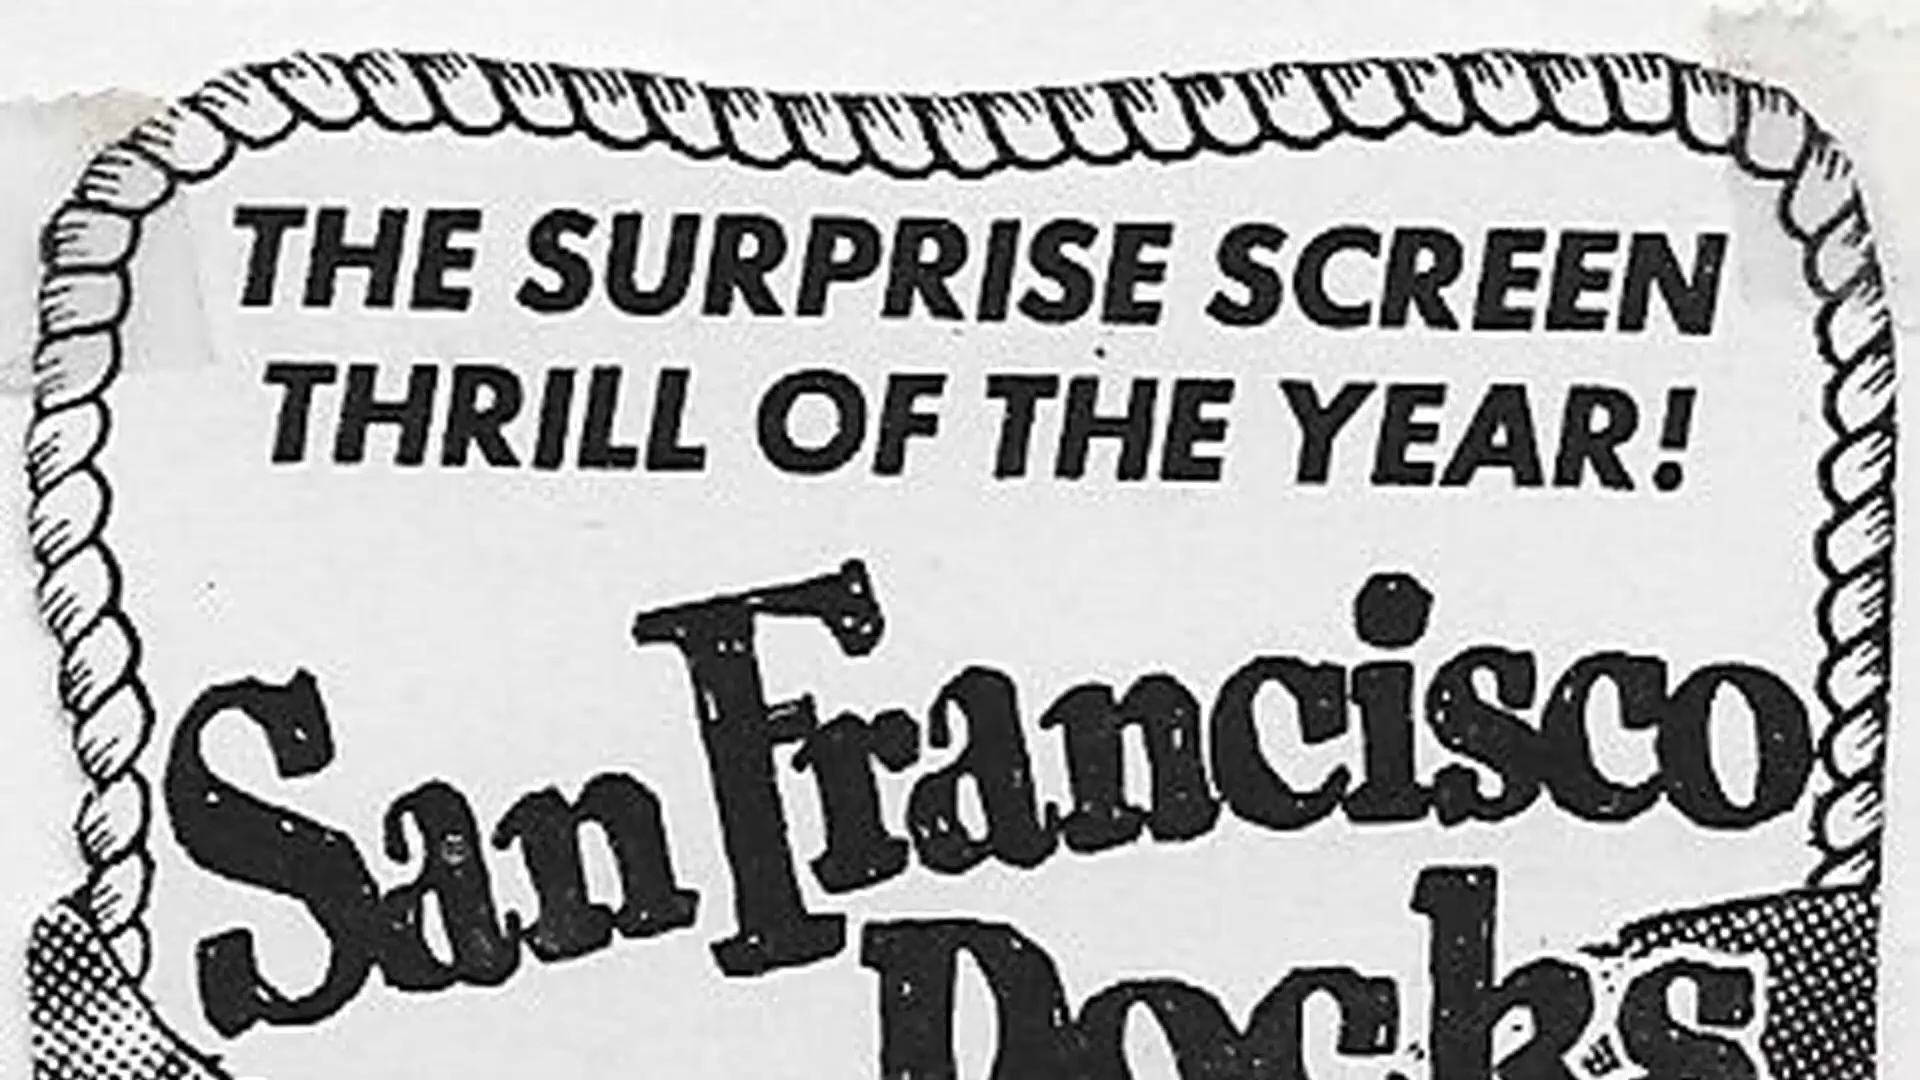 THE SURPRISE SCREEN
THRILL OF THE YEAR!
San Francisco
Docks